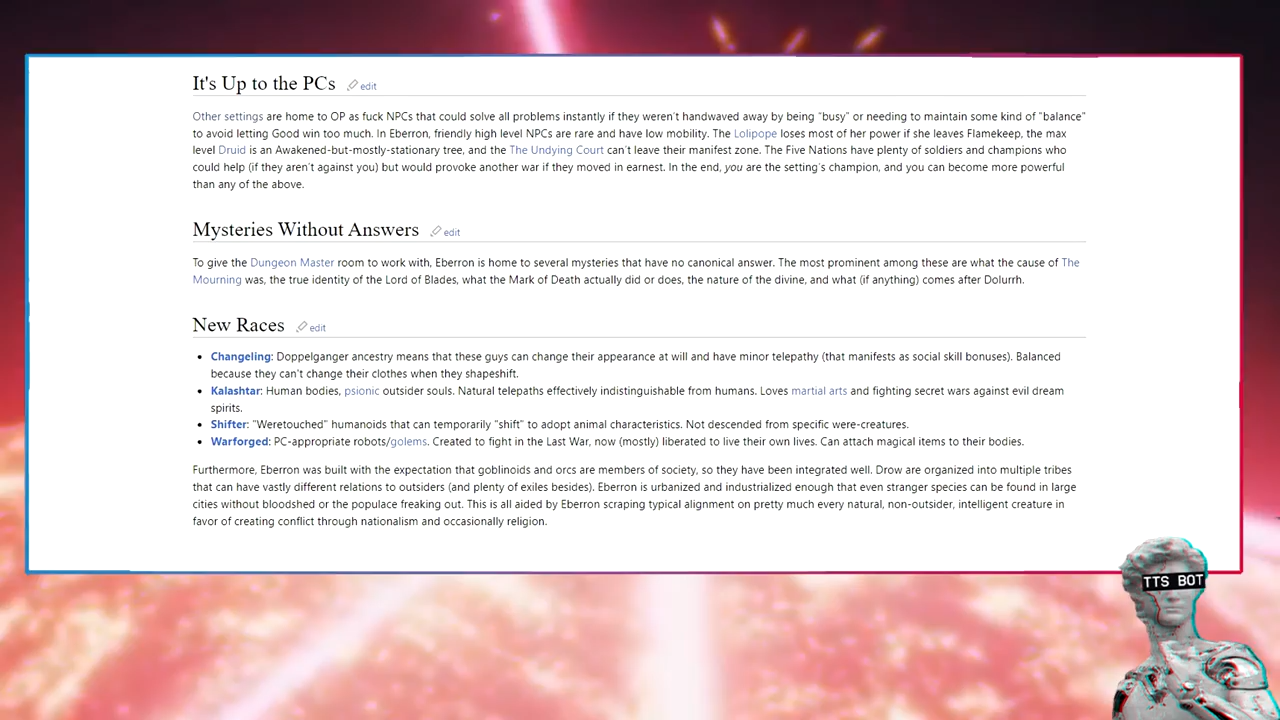 It's Up to the PCs edit
Other settings are home to OP as fuck NPCs that could solve all problems instantly if they weren't handwaved away by being "busy" or needing to maintain some kind of "balance"
to avoid letting Good win too much. In Eberron, friendly high level NPCs are rare and have low mobility. The Lolipope loses most of her power if she leaves Flamekeep, the max
level Druid is an Awakened-but-mostly-stationary tree, and the The Undying Court can't leave their manifest zone. The Five Nations have plenty of soldiers and champions who
could help (if they aren't against you) but would provoke another war if they moved in earnest. In the end, you are the setting's champion, and you can become more powerful
than any of the above.
Mysteries Without Answers edit
To give the Dungeon Master room to work with, Eberron is home to several mysteries that have no canonical answer. The most prominent among these are what the cause of The
Mourning was, the true identity of the Lord of Blades, what the Mark of Death actually did or does, the nature of the divine, and what (if anything) comes after Dolurrh.
New Races edit
• Changeling: Doppelganger ancestry means that these guys can change their appearance at will and have minor telepathy (that manifests as social skill bonuses). Balanced
because they can't change their clothes when they shapeshift.
• Kalashtar: Human bodies, psionic outsider souls. Natural telepaths effectively indistinguishable from humans. Loves martial arts and fighting secret wars against evil dream
spirits.
• Shifter: "Weretouched" humanoids that can temporarily "shift" to adopt animal characteristics. Not descended from specific were-creatures.
• Warforged: PC-appropriate robots/golems. Created to fight in the Last War, now (mostly) liberated to live their own lives. Can attach magical items to their bodies.
Furthermore, Eberron was built with the expectation that goblinoids and orcs are members of society, so they have been integrated well. Drow are organized into multiple tribes
that can have vastly different relations to outsiders (and plenty of exiles besides). Eberron is urbanized and industrialized enough that even stranger species can be found in large
cities without bloodshed or the populace freaking out. This is all aided by Eberron scraping typical alignment on pretty much every natural, non-outsider, intelligent creature in
favor of creating conflict through nationalism and occasionally religion.
TTS BOT